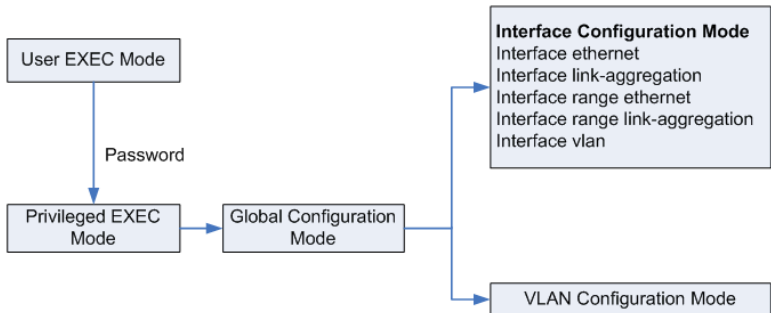 User EXEC Mode
Password
Privileged EXEC
Mode
Global Configuration
Mode
Interface Configuration Mode
Interface ethernet
Interface link-aggregation
Interface range ethernet
Interface range link-aggregation
Interface vlan
VLAN Configuration Mode